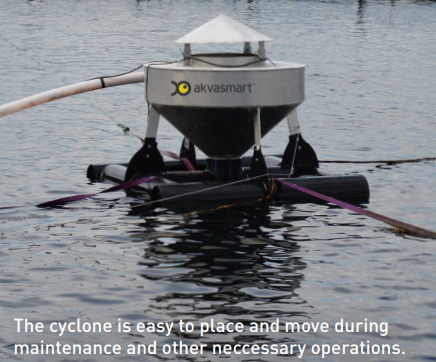 akvasmart
The cyclone is easy to place and move during
maintenance and other neccessary operations.